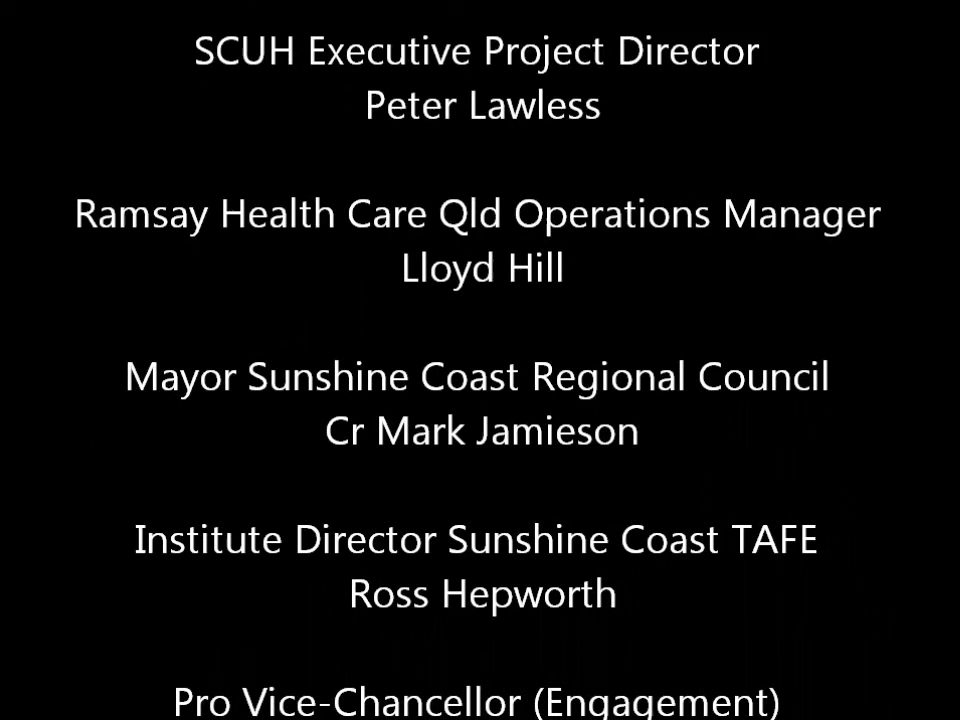 SCUH Executive Project Director
Peter Lawless
Ramsay Health Care Qld Operations Manager
Lloyd Hill
Mayor Sunshine Coast Regional Council
Cr Mark Jamieson
Institute Director Sunshine Coast TAFE
Ross Hepworth
Pro Vice-Chancellor (Engagement)